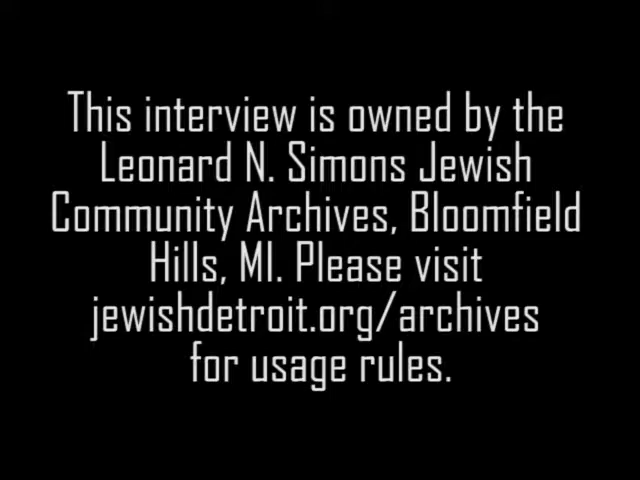 This interview is owned by the
Leonard N. Simons Jewish
Community Archives, Bloomfield
Hills, MI. Please visit
jewishdetroit.org/archives
for usage rules.